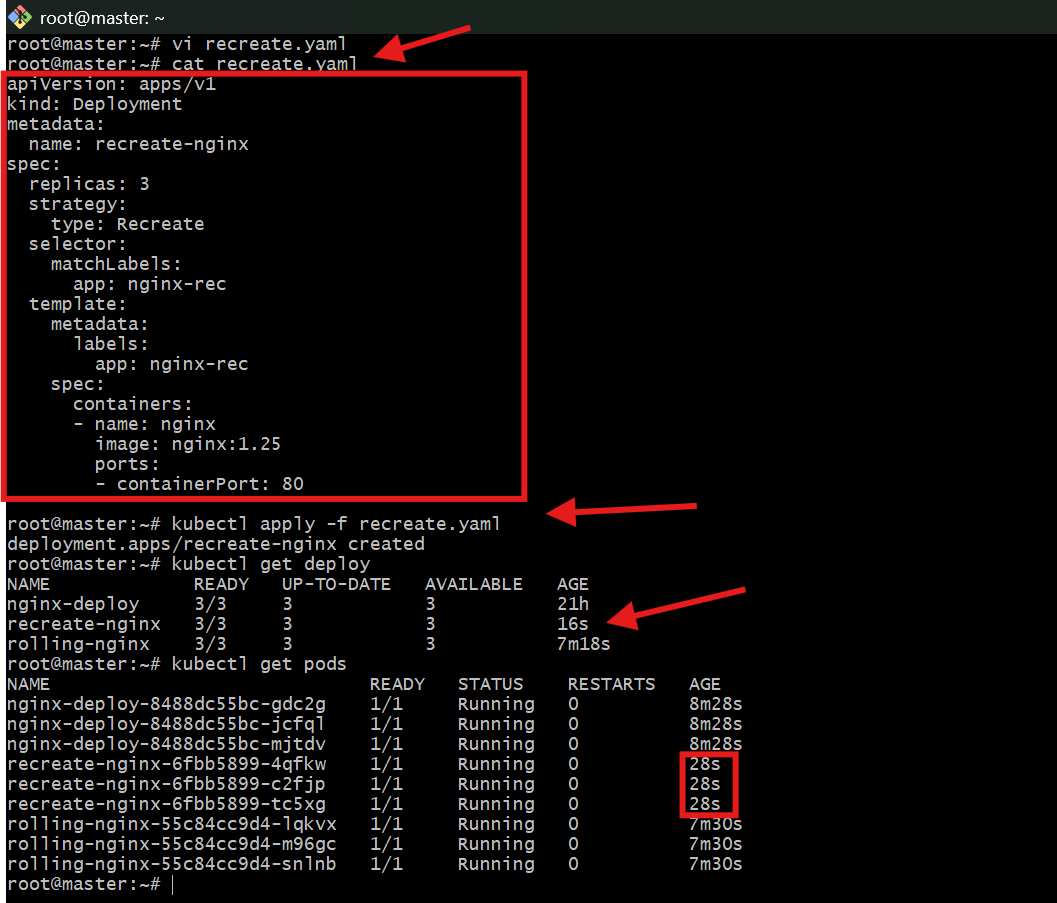 root@master: ~
root@master:~# vi recreate.yaml
root@master:~# cat recreate.yaml
apiVersion: apps/v1
kind: Deployment
metadata:
  name: recreate-nginx
spec:
  replicas: 3
  strategy:
    type: Recreate
  selector:
    matchLabels:
      app: nginx-rec
  template:
    metadata:
      labels:
        app: nginx-rec
    spec:
      containers:
      - name: nginx
        image: nginx:1.25
        ports:
        - containerPort: 80
root@master:~# kubectl apply -f recreate.yaml
deployment.apps/recreate-nginx created
root@master:~# kubectl get deploy
NAME             READY   UP-TO-DATE   AVAILABLE   AGE
nginx-deploy     3/3     3            3           21h
recreate-nginx   3/3     3            3           16s
rolling-nginx    3/3     3            3           7m18s
root@master:~# kubectl get pods
NAME                             READY   STATUS    RESTARTS   AGE
nginx-deploy-8488dc55bc-gdc2g    1/1     Running   0          8m28s
nginx-deploy-8488dc55bc-jcfql    1/1     Running   0          8m28s
nginx-deploy-8488dc55bc-mjtdv    1/1     Running   0          8m28s
recreate-nginx-6fbb5899-4qfkw    1/1     Running   0          28s
recreate-nginx-6fbb5899-c2fjp    1/1     Running   0          28s
recreate-nginx-6fbb5899-tc5xg    1/1     Running   0          28s
rolling-nginx-55c84cc9d4-lqkvx   1/1     Running   0          7m30s
rolling-nginx-55c84cc9d4-m96gc   1/1     Running   0          7m30s
rolling-nginx-55c84cc9d4-snlnb   1/1     Running   0          7m30s
root@master:~#